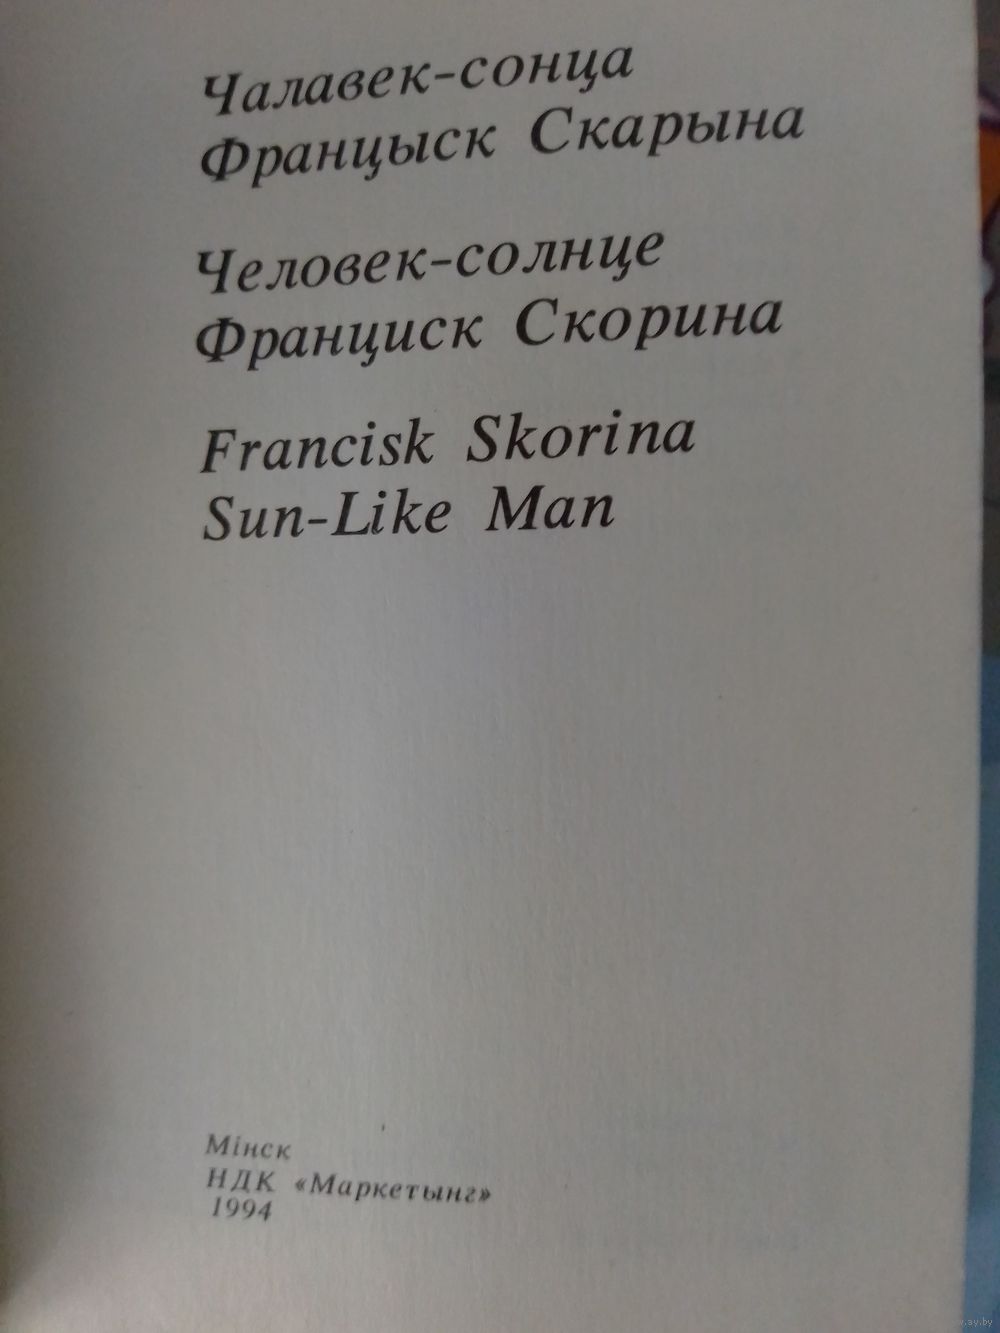 Чалавек-сонца
Францыск Скарына
Человек-солнце
Франциск Скорина
Francisk Skorina
Sun-Like Man
Мінск
НДК «Маркетынг»
1994